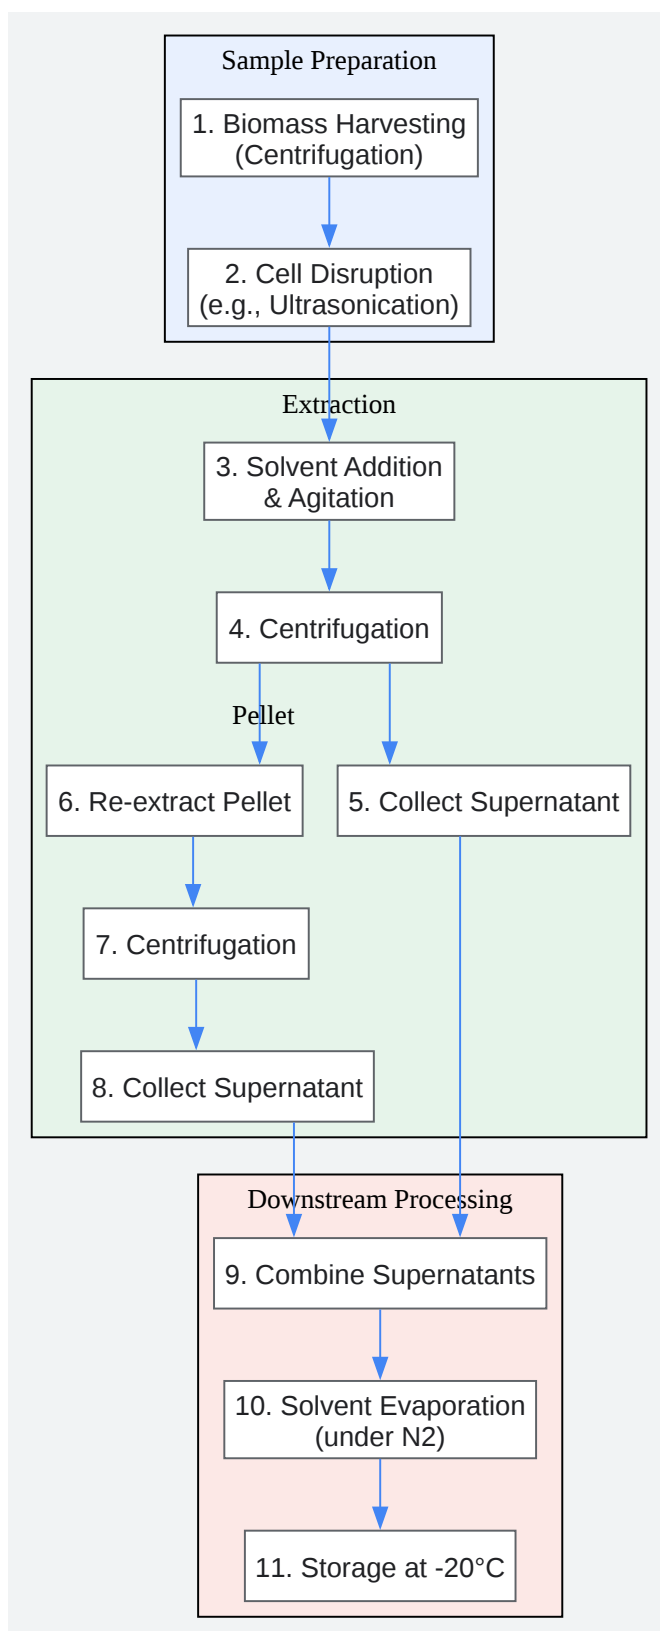 Sample Preparation
1. Biomass Harvesting
(Centrifugation)
2. Cell Disruption
(e.g., Ultrasonication)
Extraction
3. Solvent Addition
& Agitation
4. Centrifugation
Pellet
6. Re-extract Pellet
5. Collect Supernatant
7. Centrifugation
8. Collect Supernatant
Downstream Processing
9. Combine Supernatants
10. Solvent Evaporation
(under N2)
11. Storage at -20°C